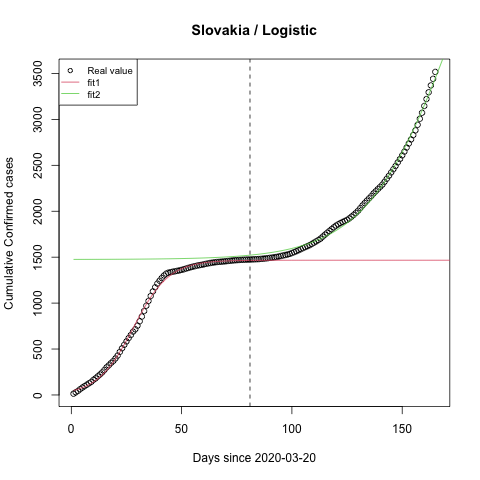 Slovakia / Logistic
Real value
fit1
fit2
Cumulative Confirmed cases
3500
3000
2500
2000
1500
1000
500
0
0 50 100 150
Days since 2020-03-20